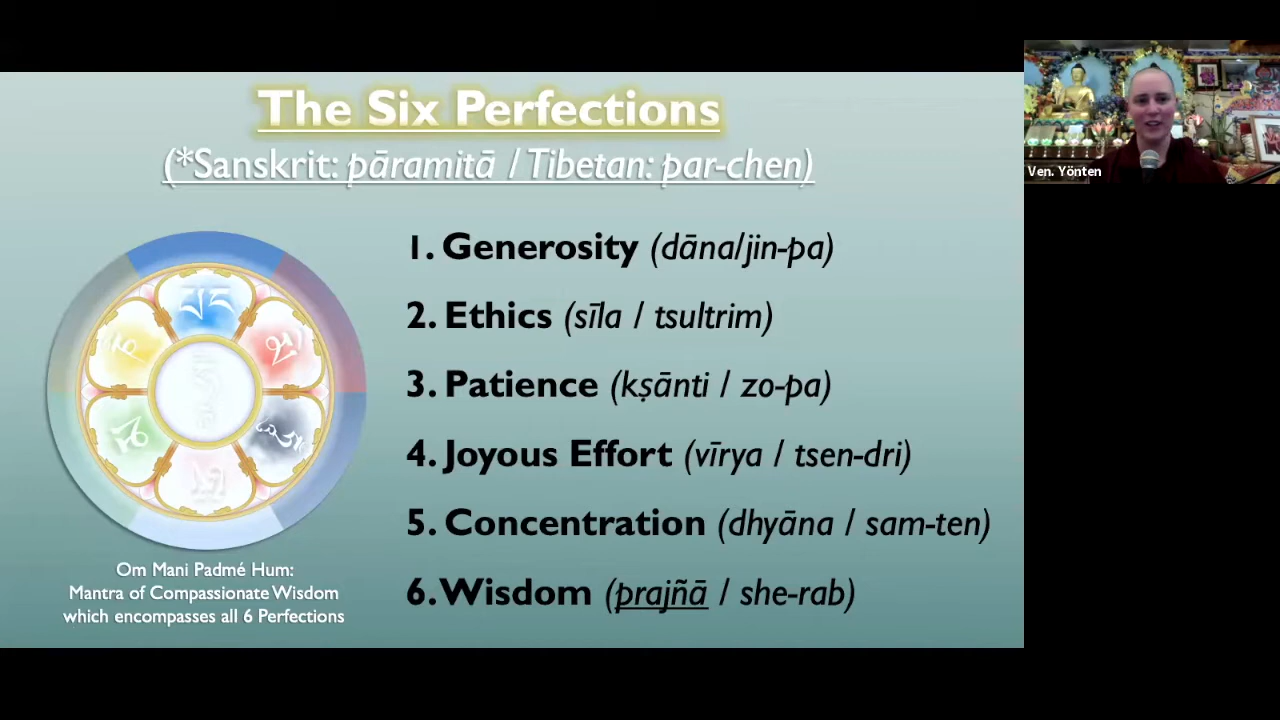 The Six Perfections
(*Sanskrit: pāramitā / Tibetan: par-chen)
1. Generosity (dāna/jin-pa)
2. Ethics (sīla / tsultrim)
3. Patience (kṣānti / zo-pa)
4. Joyous Effort (vīrya / tsen-dri)
5. Concentration (dhyāna / sam-ten)
6. Wisdom (prajñā / she-rab)
Om Mani Padmé Hum:
Mantra of Compassionate Wisdom
which encompasses all 6 Perfections
Ven. Yönten